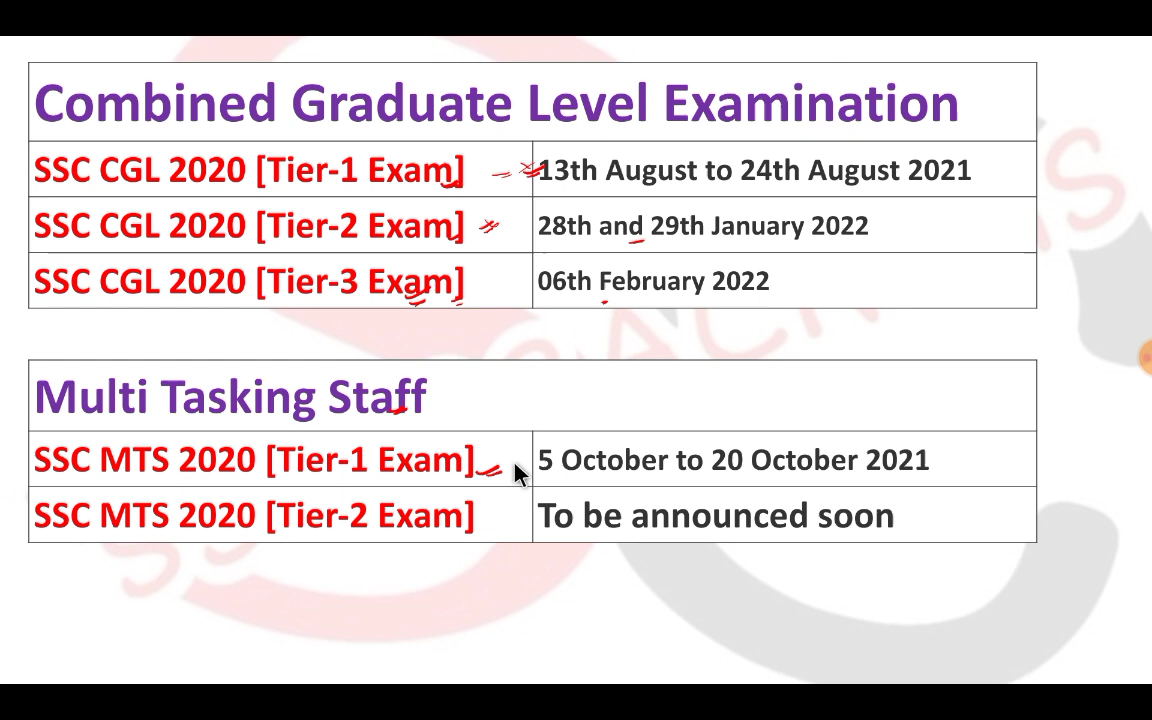 Combined Graduate Level Examination
SSC CGL 2020 [Tier-1 Exam] 13th August to 24th August 2021
SSC CGL 2020 [Tier-2 Exam] 28th and 29th January 2022
SSC CGL 2020 [Tier-3 Exam] 06th February 2022
Multi Tasking Staff
SSC MTS 2020 [Tier-1 Exam] 5 October to 20 October 2021
SSC MTS 2020 [Tier-2 Exam] To be announced soon